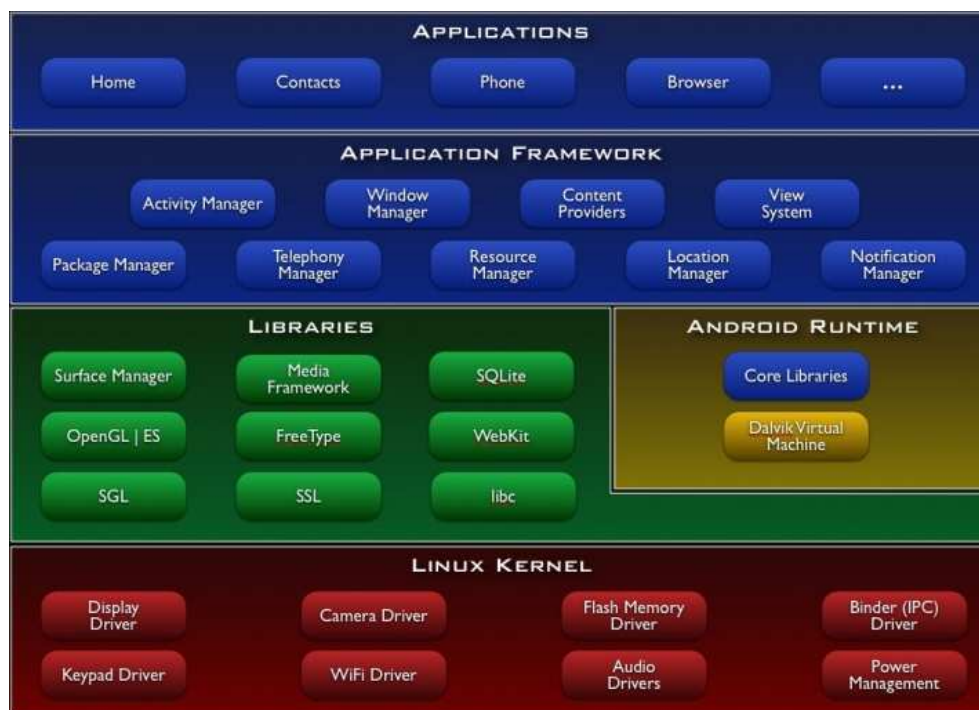 APPLICATIONS
Home
Contacts
Phone
Browser
...
APPLICATION FRAMEWORK
Activity Manager
Window
Manager
Content
Providers
View
System
Package Manager
Telephony
Manager
Resource
Manager
Location
Manager
Notification
Manager
LIBRARIES
Surface Manager
Media
Framework
SQLite
OpenGL | ES
FreeType
WebKit
SGL
SSL
libc
ANDROID RUNTIME
Core Libraries
Dalvik Virtual
Machine
LINUX KERNEL
Display
Driver
Camera Driver
Flash Memory
Driver
Binder (IPC)
Driver
Keypad Driver
WiFi Driver
Audio
Drivers
Power
Management